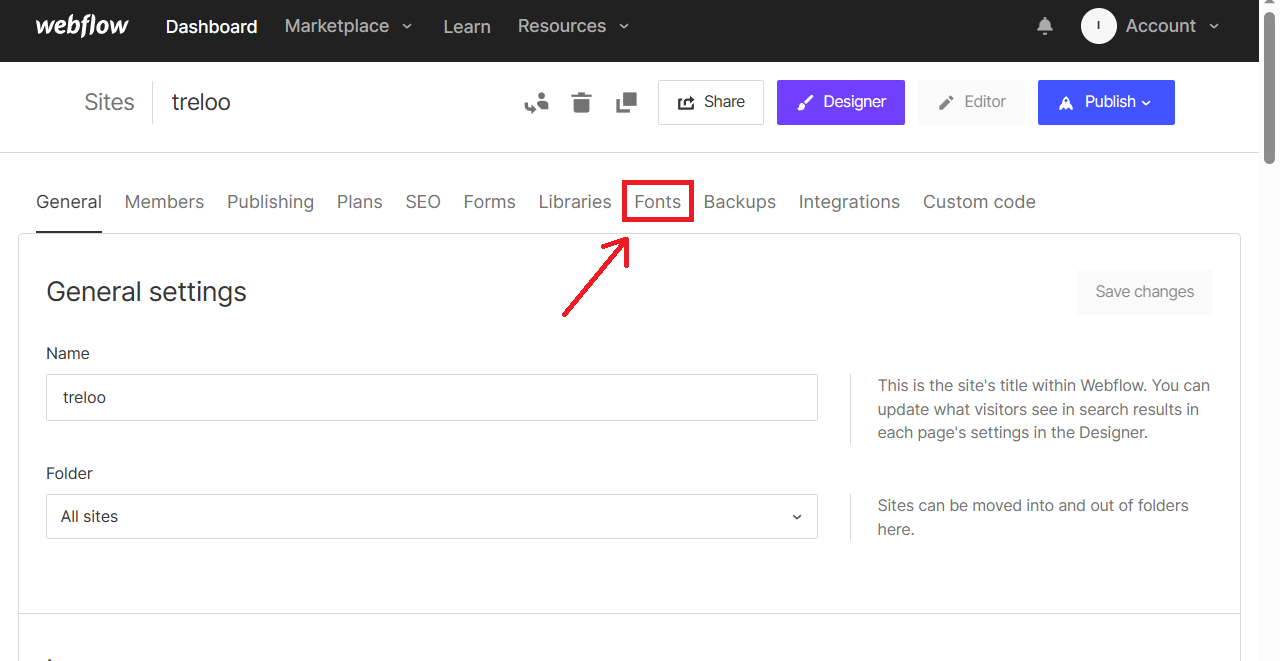 webflow Dashboard Marketplace Learn Resources I Account
Sites treloo Share Designer Editor Publish
General Members Publishing Plans SEO Forms Libraries Fonts Backups Integrations Custom code
General settings Save changes
Name
treloo
This is the site's title within Webflow. You can
update what visitors see in search results in
each page's settings in the Designer.
Folder
All sites
Sites can be moved into and out of folders
here.